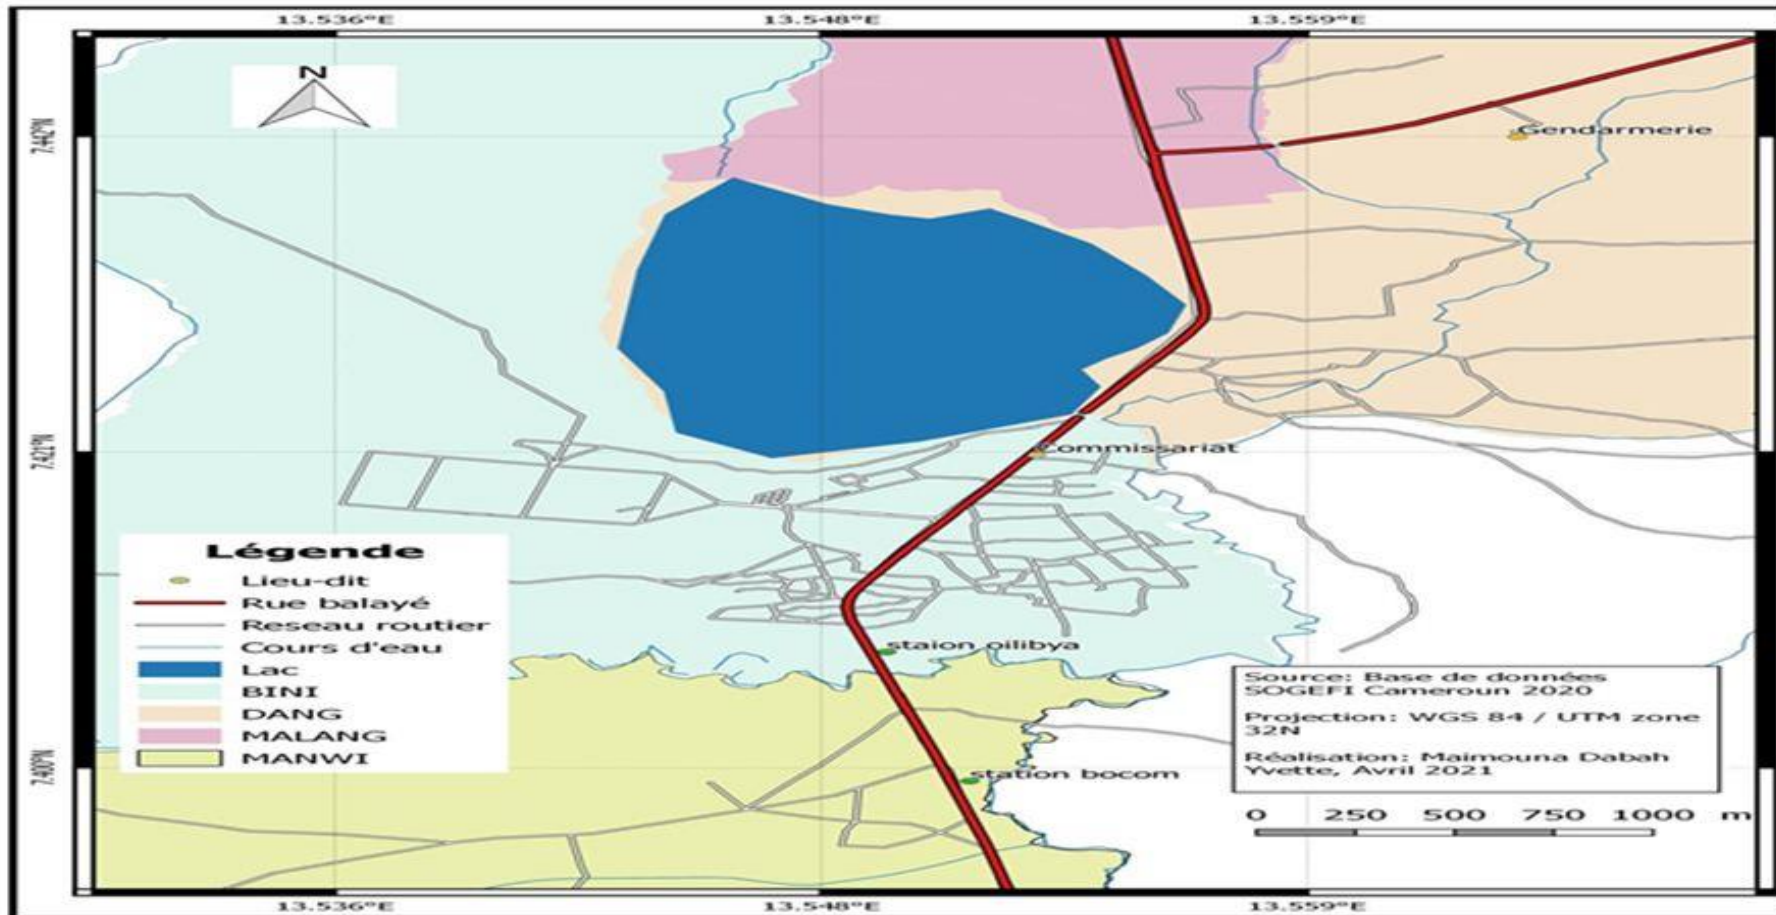 13.536°E 13.548°E 13.559°E
N
7.442°N
Gendarmerie
7.421°N
Commissariat
Légende
Lieu-dit
Rue balayé
Reseau routier
Cours d'eau
Lac
BINI
DANG
MALANG
MANWI
staion oilibya
station bocom
7.400°N
Source: Base de données
SOGEFI Cameroun 2020
Projection: WGS 84 / UTM zone
32N
Réalisation: Maimouna Dabah
Yvette, Avril 2021
0 250 500 750 1000 m
13.536°E 13.548°E 13.559°E